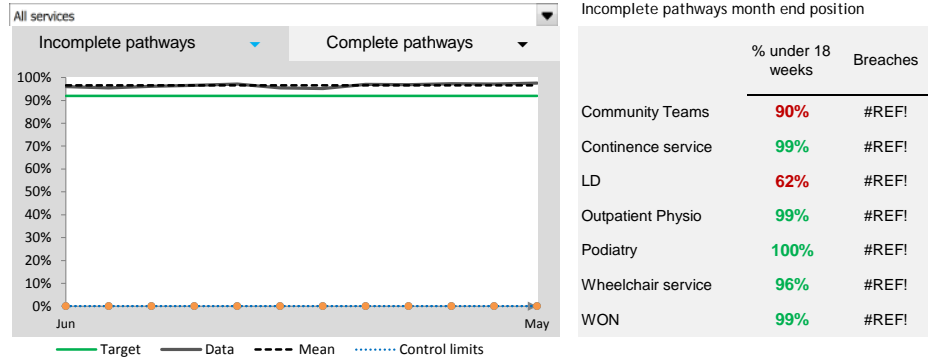 All services
Incomplete pathways
Complete pathways
100%
90%
80%
70%
60%
50%
40%
30%
20%
10%
0%
Jun
May
Target
Data
Mean
Control limits
Incomplete pathways month end position
% under 18 weeks
Breaches
Community Teams 90% #REF!
Continence service 99% #REF!
LD 62% #REF!
Outpatient Physio 99% #REF!
Podiatry 100% #REF!
Wheelchair service 96% #REF!
WON 99% #REF!